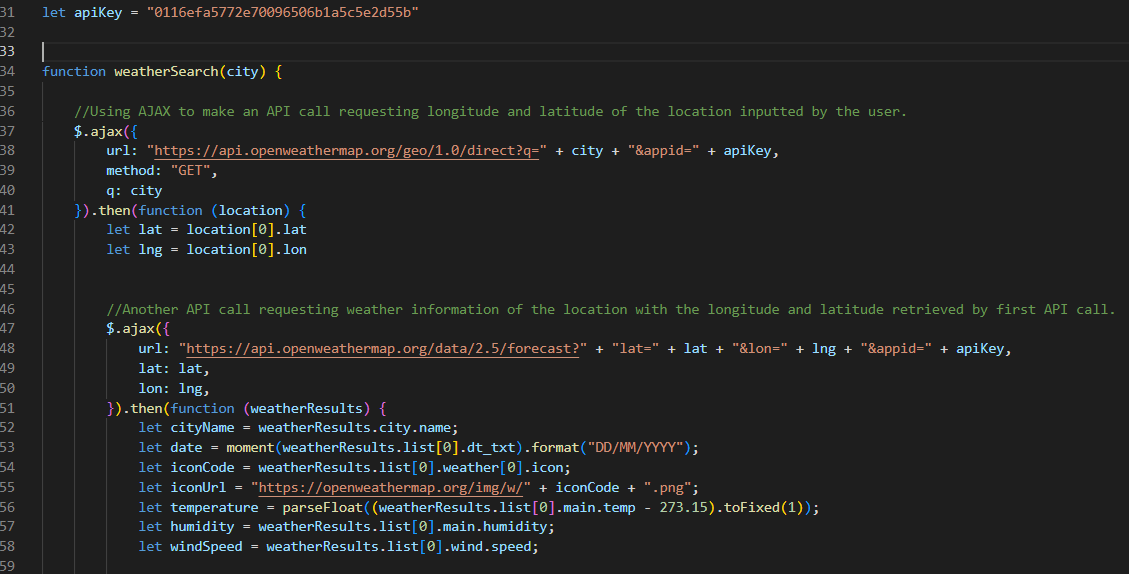 31 let apiKey = "0116efa5772e70096506b1a5c5e2d55b"
32
33
34 function weatherSearch(city) {
35
36 //Using AJAX to make an API call requesting longitude and latitude of the location inputted by the user.
37 $.ajax({
38 url: "https://api.openweathermap.org/geo/1.0/direct?q=" + city + "&appid=" + apiKey,
39 method: "GET",
40 q: city
41 }).then(function (location) {
42 let lat = location[0].lat
43 let lng = location[0].lon
44
45
46 //Another API call requesting weather information of the location with the longitude and latitude retrieved by first API call.
47 $.ajax({
48 url: "https://api.openweathermap.org/data/2.5/forecast?" + "lat=" + lat + "&lon=" + lng + "&appid=" + apiKey,
49 lat: lat,
50 lon: lng,
51 }).then(function (weatherResults) {
52 let cityName = weatherResults.city.name;
53 let date = moment(weatherResults.list[0].dt_txt).format("DD/MM/YYYY");
54 let iconCode = weatherResults.list[0].weather[0].icon;
55 let iconUrl = "https://openweathermap.org/img/w/" + iconCode + ".png";
56 let temperature = parseFloat((weatherResults.list[0].main.temp - 273.15).toFixed(1));
57 let humidity = weatherResults.list[0].main.humidity;
58 let windSpeed = weatherResults.list[0].wind.speed;
59